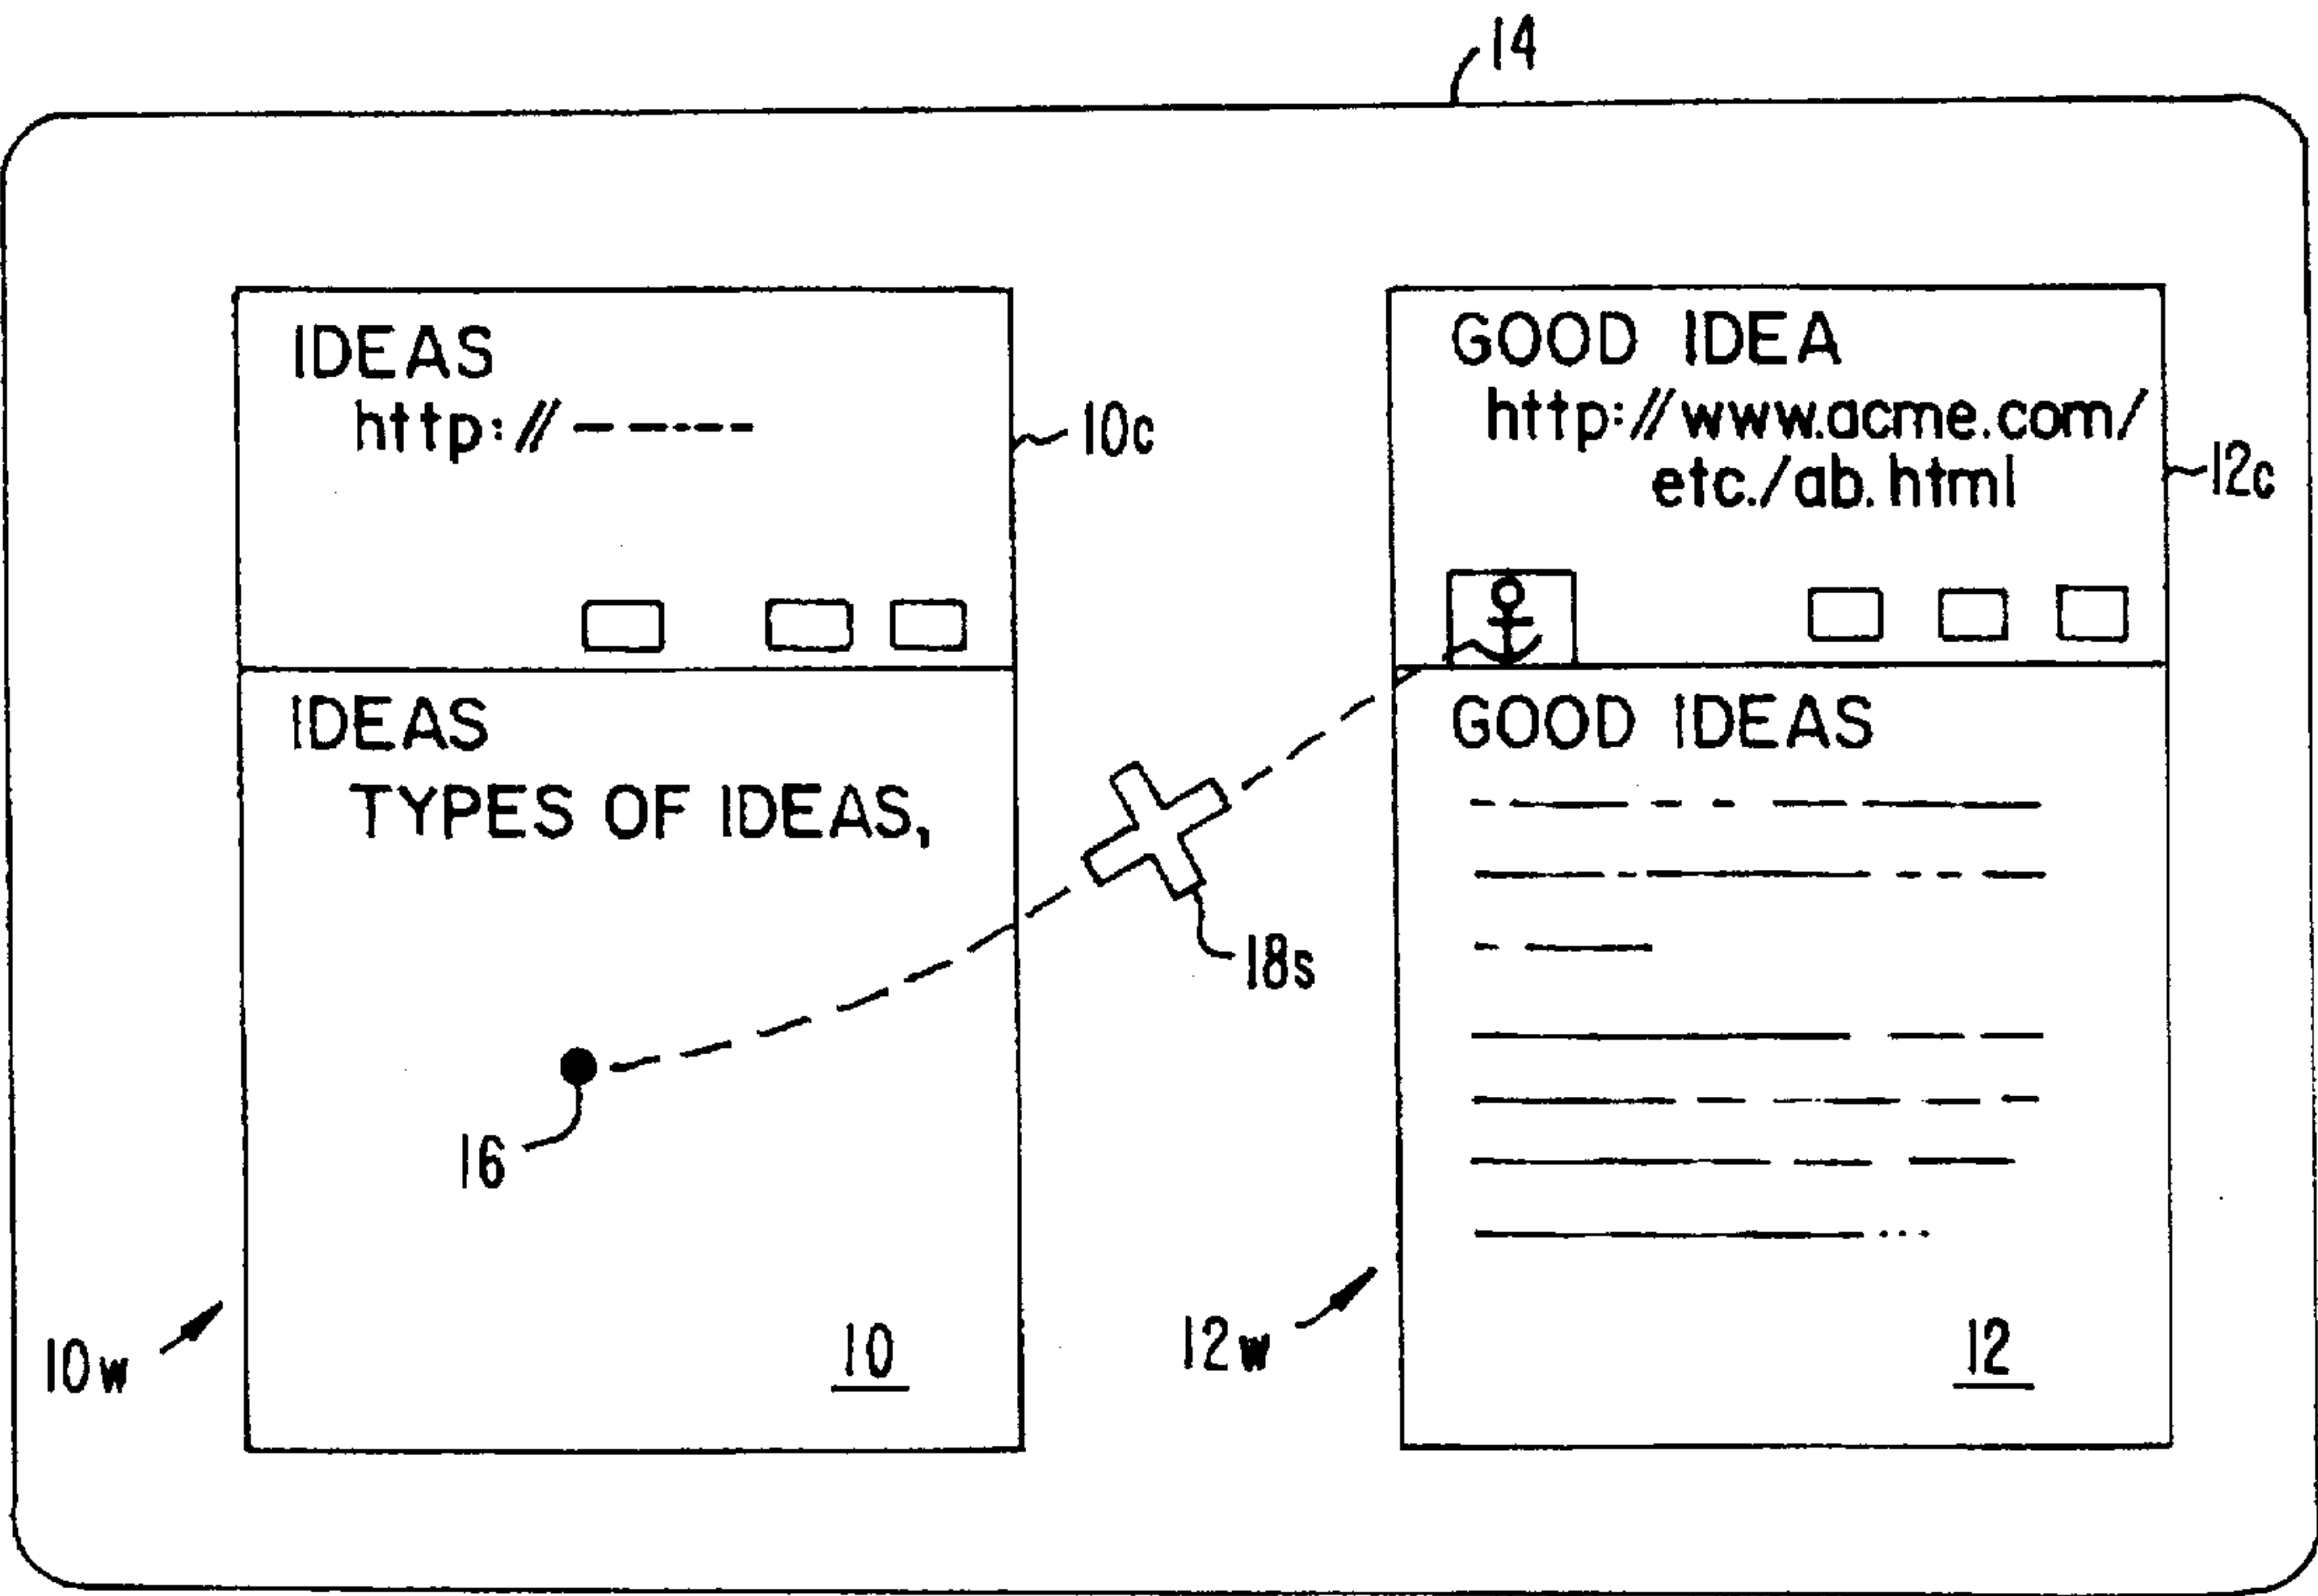 14
IDEAS
http://-----
10c
IDEAS
TYPES OF IDEAS,
16
10w
10
18s
GOOD IDEA
http://www.acme.com/
etc./ab.html
12c
GOOD IDEAS
12w
12